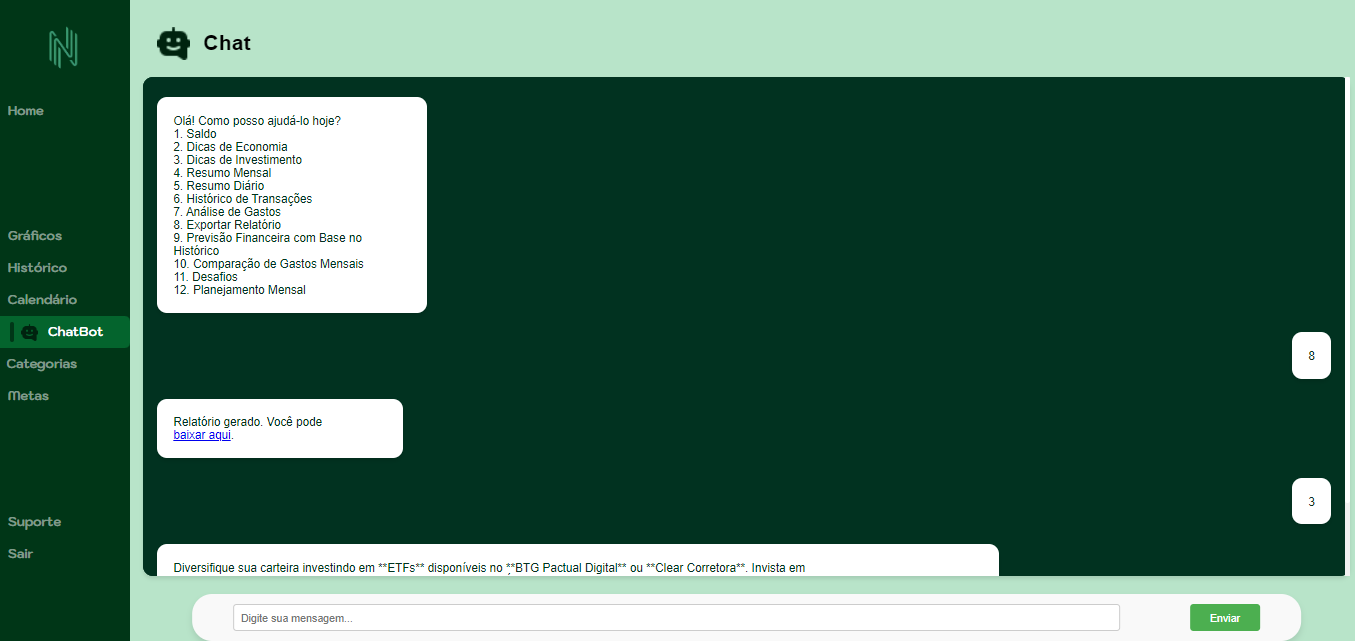 Chat
Home
Gráficos
Histórico
Calendário
ChatBot
Categorias
Metas
Suporte
Sair
Olá! Como posso ajudá-lo hoje?
1. Saldo
2. Dicas de Economia
3. Dicas de Investimento
4. Resumo Mensal
5. Resumo Diário
6. Histórico de Transações
7. Análise de Gastos
8. Exportar Relatório
9. Previsão Financeira com Base no
Histórico
10. Comparação de Gastos Mensais
11. Desafios
12. Planejamento Mensal
8
Relatório gerado. Você pode
baixar aqui.
3
Diversifique sua carteira investindo em **ETFs** disponíveis no **BTG Pactual Digital** ou **Clear Corretora**. Invista em
Digite sua mensagem...
Enviar